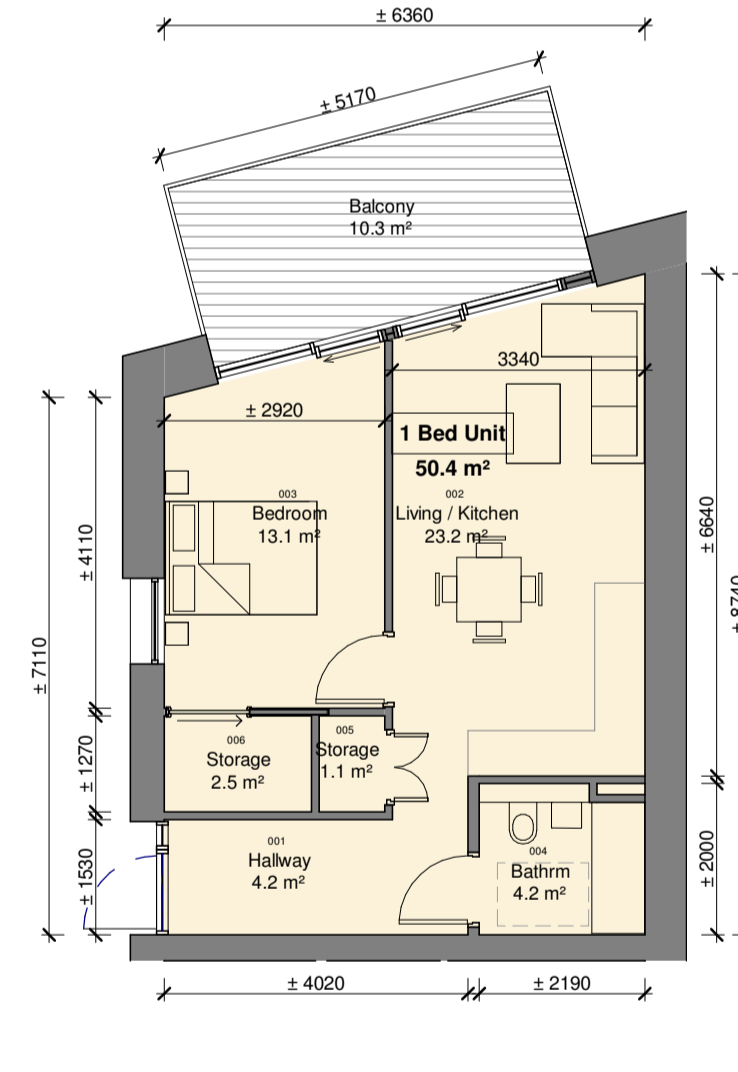 ± 6360
± 5170
Balcony
10.3 m²
3340
± 2920
1 Bed Unit
50.4 m²
003
Bedroom
13.1 m²
002
Living / Kitchen
23.2 m²
± 4110
± 6640
± 8740
± 7110
006
Storage
2.5 m²
005
Storage
1.1 m²
± 1270
001
Hallway
4.2 m²
004
Bathrm
4.2 m²
± 1530
± 2000
± 4020
± 2190